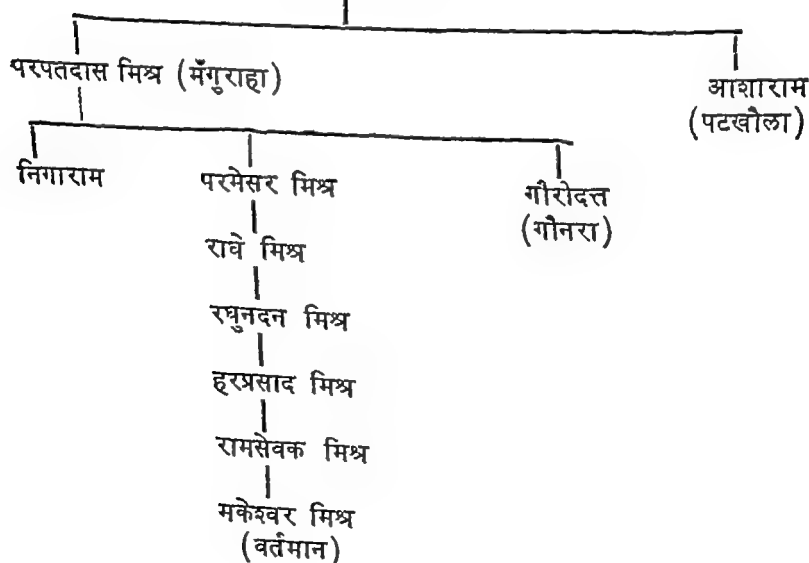 परपतदास मिश्र (मँगुराहा)
आशाराम
(पटखौला)
निगाराम
परमेसर मिश्र
गौरोदत्त
(गौनरा)
राघे मिश्र
रघुनदन मिश्र
हरप्रसाद मिश्र
रामसेवक मिश्र
मकेश्वर मिश्र
(वर्तमान)